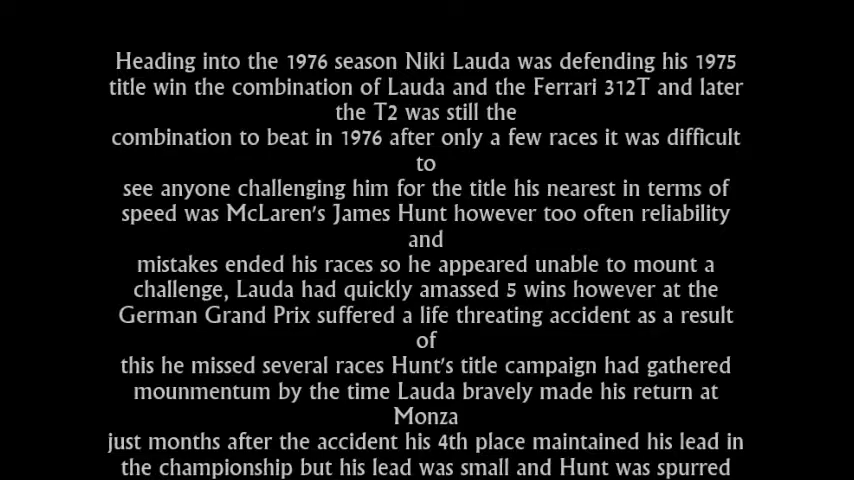 Heading into the 1976 season Niki Lauda was defending his 1975
title win the combination of Lauda and the Ferrari 312T and later
the T2 was still the
combination to beat in 1976 after only a few races it was difficult
to
see anyone challenging him for the title his nearest in terms of
speed was McLaren's James Hunt however too often reliability
and
mistakes ended his races so he appeared unable to mount a
challenge, Lauda had quickly amassed 5 wins however at the
German Grand Prix suffered a life threating accident as a result
of
this he missed several races Hunt's title campaign had gathered
mounmentum by the time Lauda bravely made his return at
Monza
just months after the accident his 4th place maintained his lead in
the championship but his lead was small and Hunt was spurred